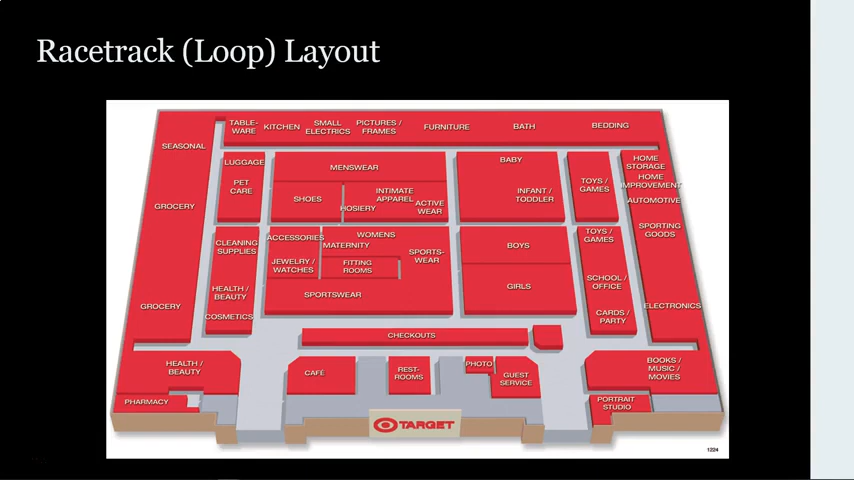 Racetrack (Loop) Layout
TABLE-
WARE
KITCHEN
SMALL
ELECTRICS
PICTURES /
FRAMES
FURNITURE
BATH
BEDDING
SEASONAL
LUGGAGE
PET
CARE
MENSWEAR
BABY
TOYS /
GAMES
HOME
STORAGE
HOME
IMPROVEMENT
AUTOMOTIVE
SHOES
HOSIERY
INTIMATE
APPAREL
ACTIVE
WEAR
INFANT /
TODDLER
GROCERY
SPORTING
GOODS
CLEANING
SUPPLIES
ACCESSORIES
WOMENS
MATERNITY
SPORTS-
WEAR
BOYS
TOYS /
GAMES
JEWELRY /
WATCHES
FITTING
ROOMS
HEALTH /
BEAUTY
SPORTSWEAR
GIRLS
SCHOOL /
OFFICE
GROCERY
COSMETICS
CARDS /
PARTY
ELECTRONICS
CHECKOUTS
HEALTH /
BEAUTY
CAFÉ
REST-
ROOMS
PHOTO
GUEST
SERVICE
BOOKS /
MUSIC /
MOVIES
PHARMACY
PORTRAIT
STUDIO
TARGET
1224